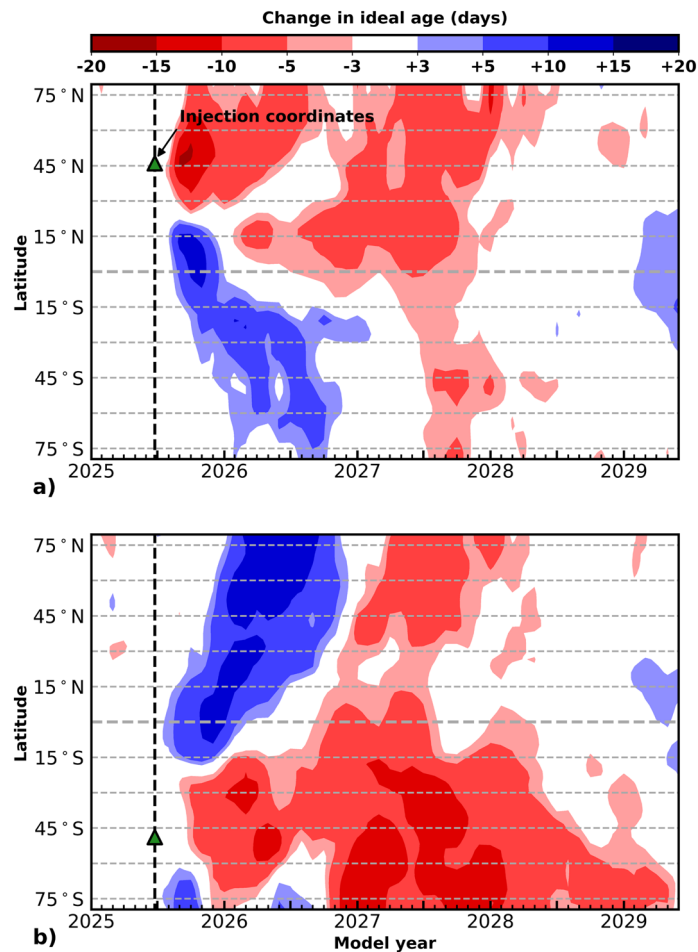 Change in ideal age (days)
-20 -15 -10 -5 -3 +3 +5 +10 +15 +20
75°N
Injection coordinates
45°N
15°N
Latitude
15°S
45°S
75°S
2025 2026 2027 2028 2029
a)
75°N
45°N
15°N
Latitude
15°S
45°S
75°S
2025 2026 2027 2028 2029
b)
Model year